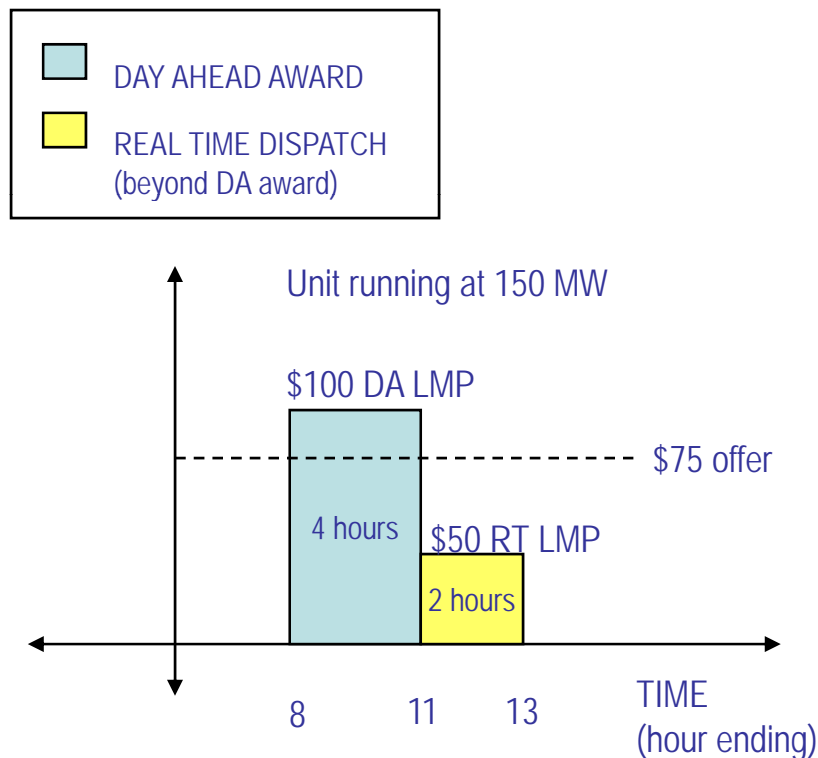 DAY AHEAD AWARD
REAL TIME DISPATCH
(beyond DA award)
Unit running at 150 MW
$100 DA LMP
$75 offer
4 hours
$50 RT LMP
2 hours
8
11
13
TIME
(hour ending)